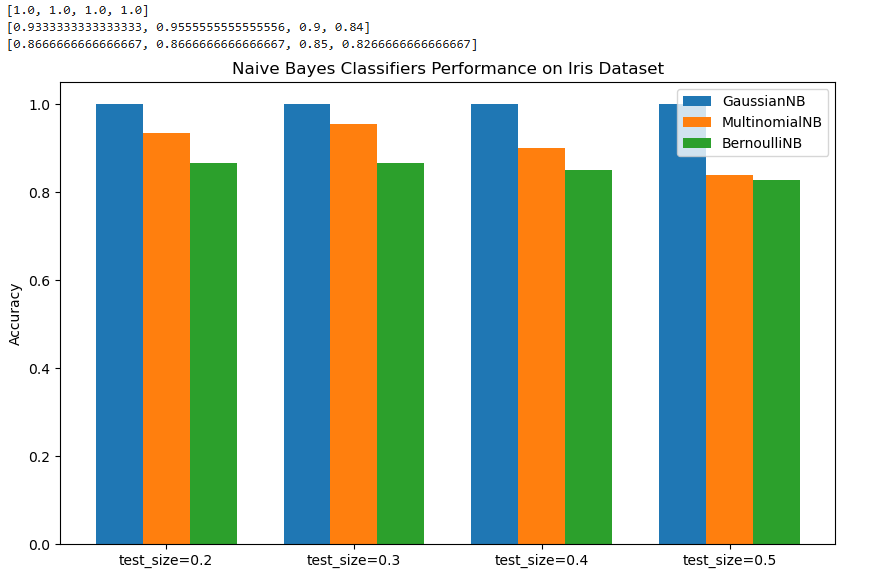 [1.0, 1.0, 1.0, 1.0]
[0.9333333333333333, 0.9555555555555556, 0.9, 0.84]
[0.8666666666666667, 0.8666666666666667, 0.85, 0.8266666666666667]
Naive Bayes Classifiers Performance on Iris Dataset
GaussianNB
MultinomialNB
BernoulliNB
1.0
0.8
0.6
0.4
0.2
0.0
Accuracy
test_size=0.2 test_size=0.3 test_size=0.4 test_size=0.5